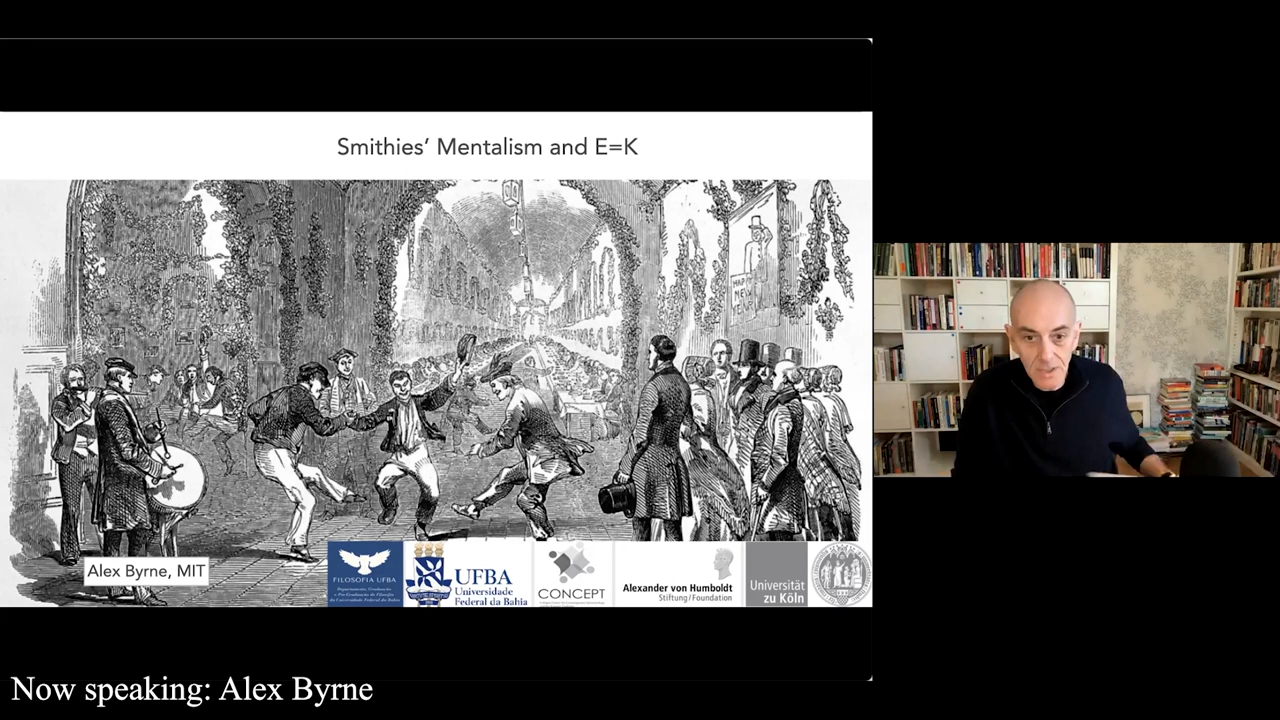 Smithies' Mentalism and E=K
Alex Byrne, MIT
FILOSOFIA UFBA
UFBA
Universidade
Federal da Bahia
CONCEPT
Alexander von Humboldt
Stiftung/Foundation
Universität
zu Köln
Now speaking: Alex Byrne